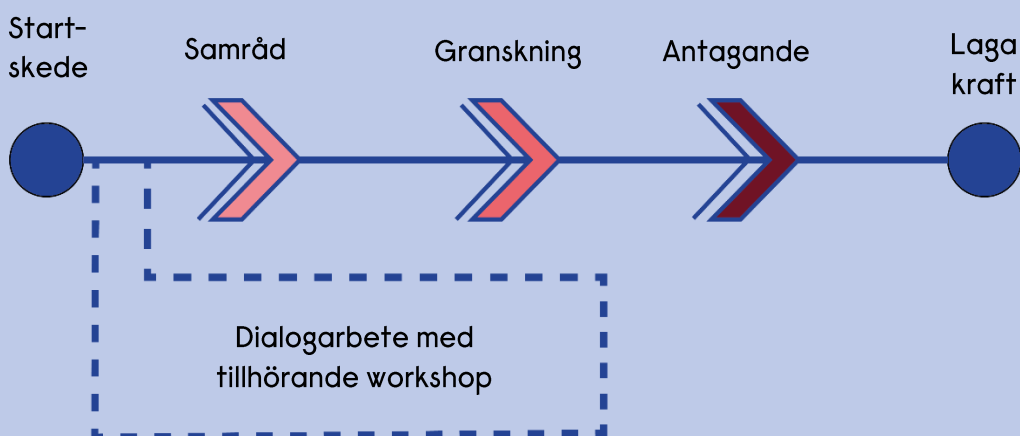 Start-
skede
Samråd
Granskning
Antagande
Laga
kraft
Dialogarbete med
tillhörande workshop